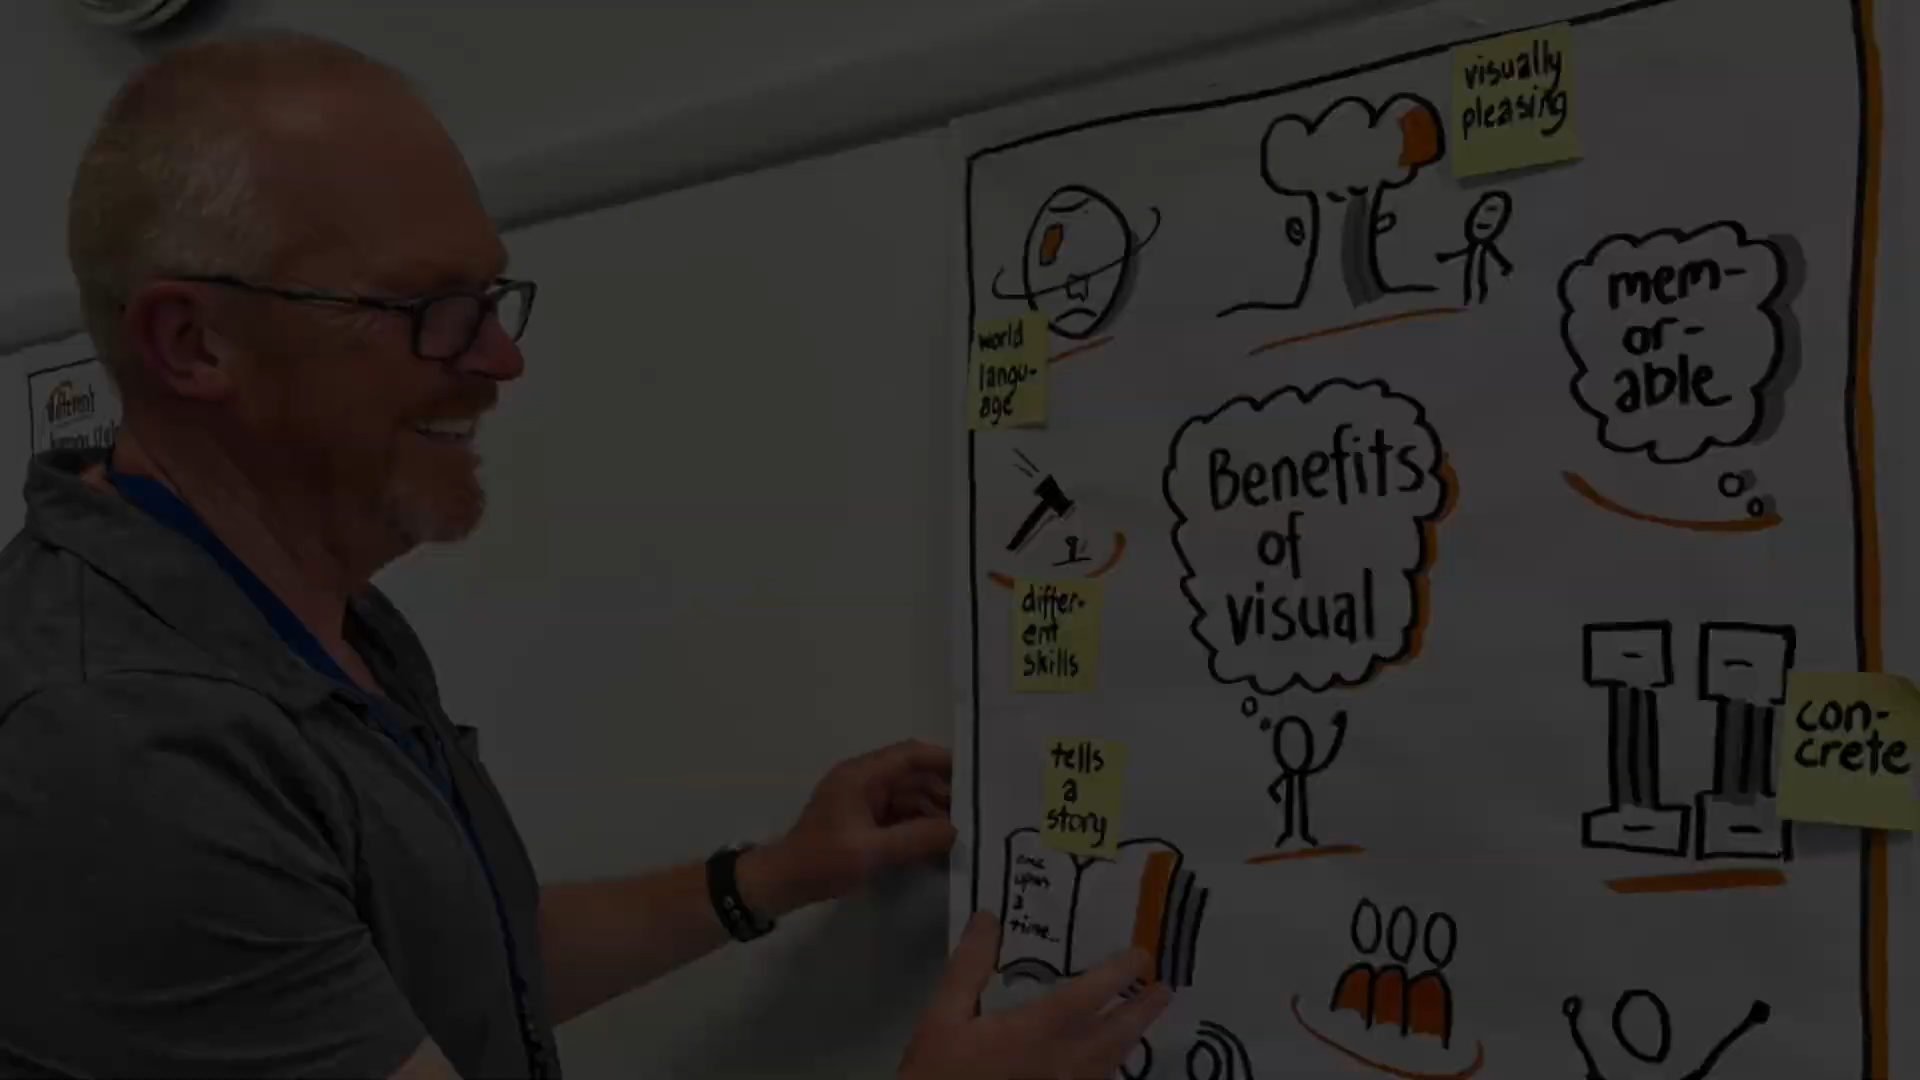 visually
pleasing
world
langu-
age
mem-
or-
able
Benefits
of
visual
differ-
ent
skills
con-
crete
tells
a
story
once
upon
a
time...
different